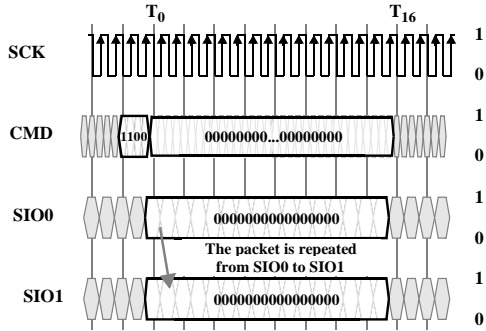 T0 T16
SCK 1
0
CMD 1100 00000000...00000000 1
0
SIO0 0000000000000000 1
0
The packet is repeated
from SIO0 to SIO1
SIO1 0000000000000000 1
0